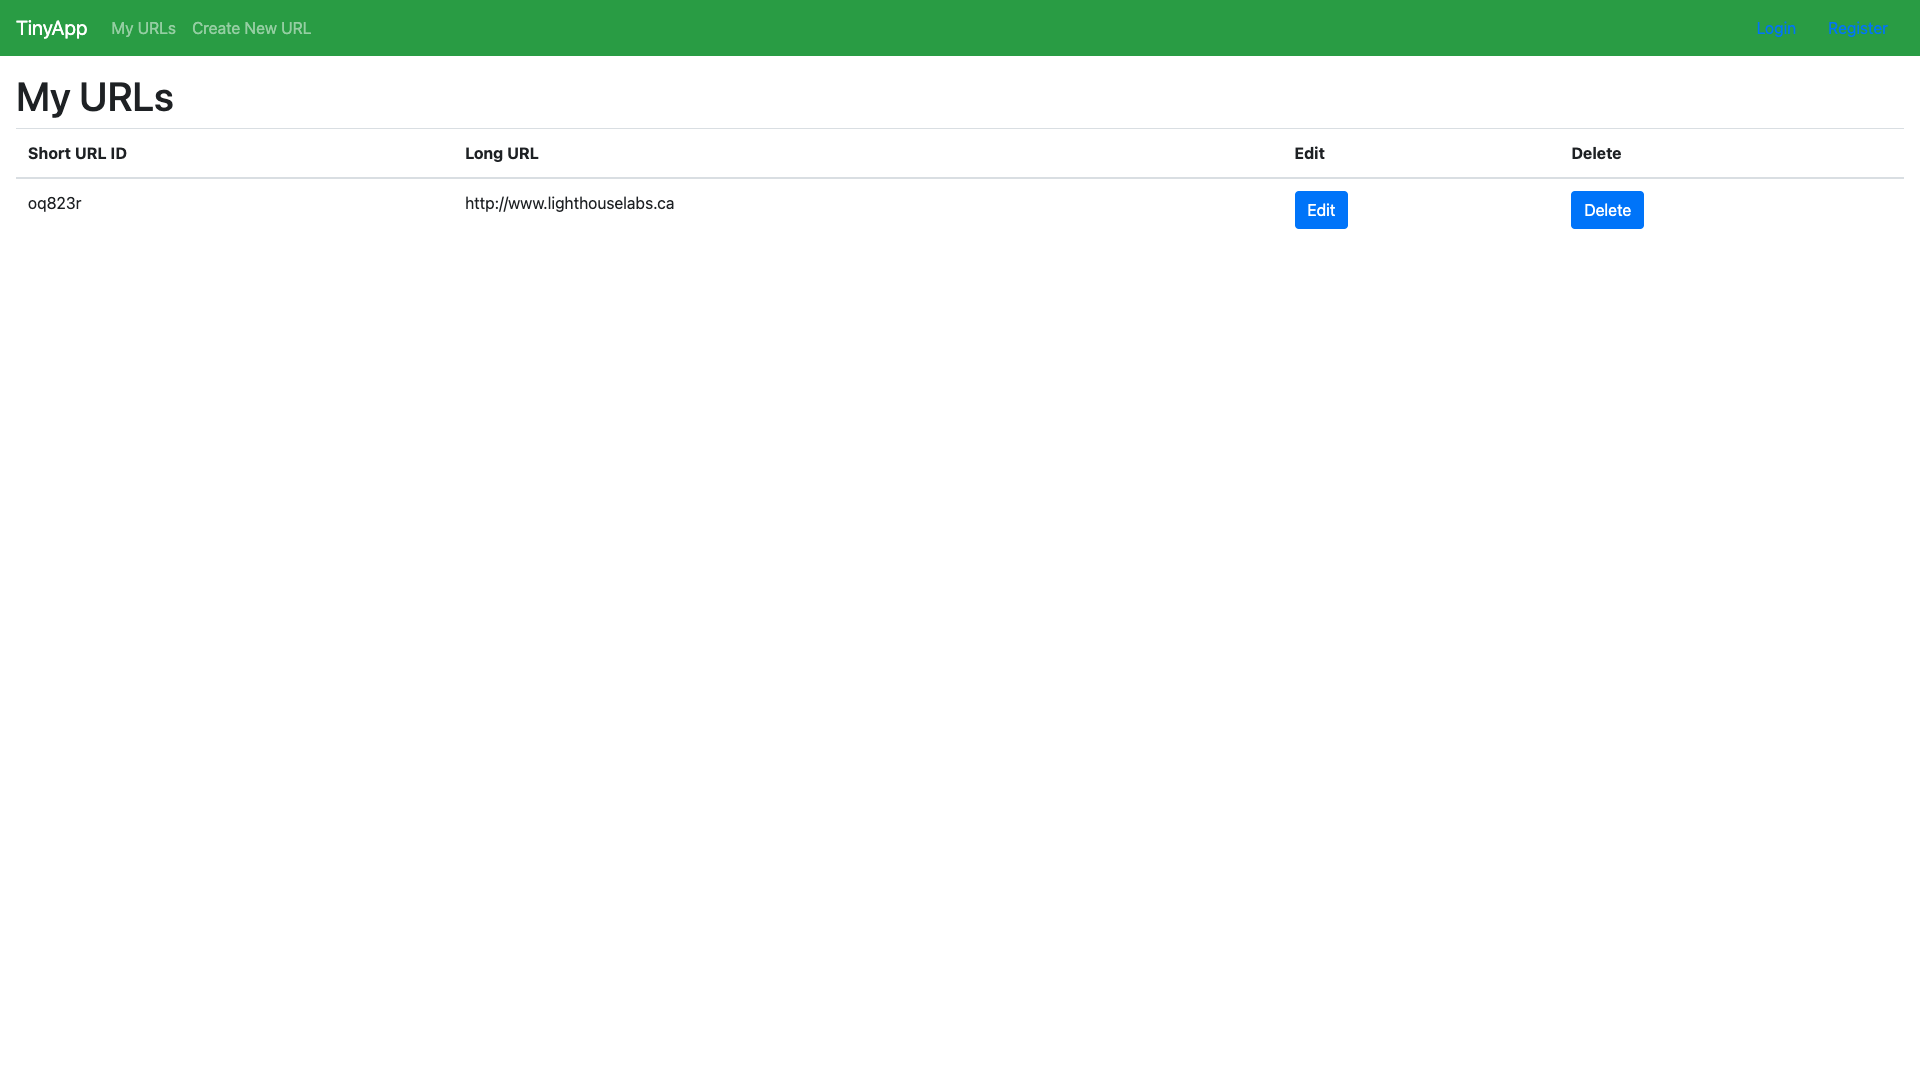 TinyApp My URLs Create New URL Login Register
My URLs
Short URL ID Long URL Edit Delete
oq823r http://www.lighthouselabs.ca Edit Delete